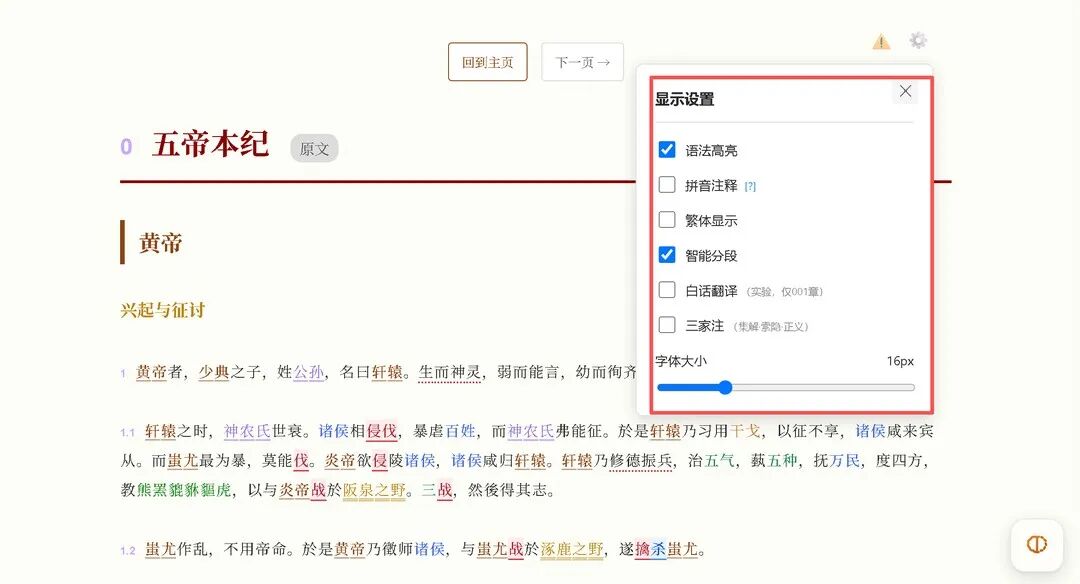 回到主页
下一页 →
显示设置
语法高亮
拼音注释 [?]
繁体显示
智能分段
白话翻译 （实验，仅001章）
三家注 （集解·索隐·正义）
字体大小 16px
0 五帝本纪 原文
黄帝
兴起与征讨
1 黄帝者，少典之子，姓公孙，名曰轩辕。生而神灵，弱而能言，幼而徇齐
1.1 轩辕之时，神农氏世衰。诸侯相侵伐，暴虐百姓，而神农氏弗能征。於是轩辕乃习用干戈，以征不享，诸侯咸来宾
从。而蚩尤最为暴，莫能伐。炎帝欲侵陵诸侯，诸侯咸归轩辕。轩辕乃修德振兵，治五气，蓺五种，抚万民，度四方，
教熊罴貔貅貙虎，以与炎帝战於阪泉之野。三战，然後得其志。
1.2 蚩尤作乱，不用帝命。於是黄帝乃徵师诸侯，与蚩尤战於涿鹿之野，遂擒杀蚩尤。